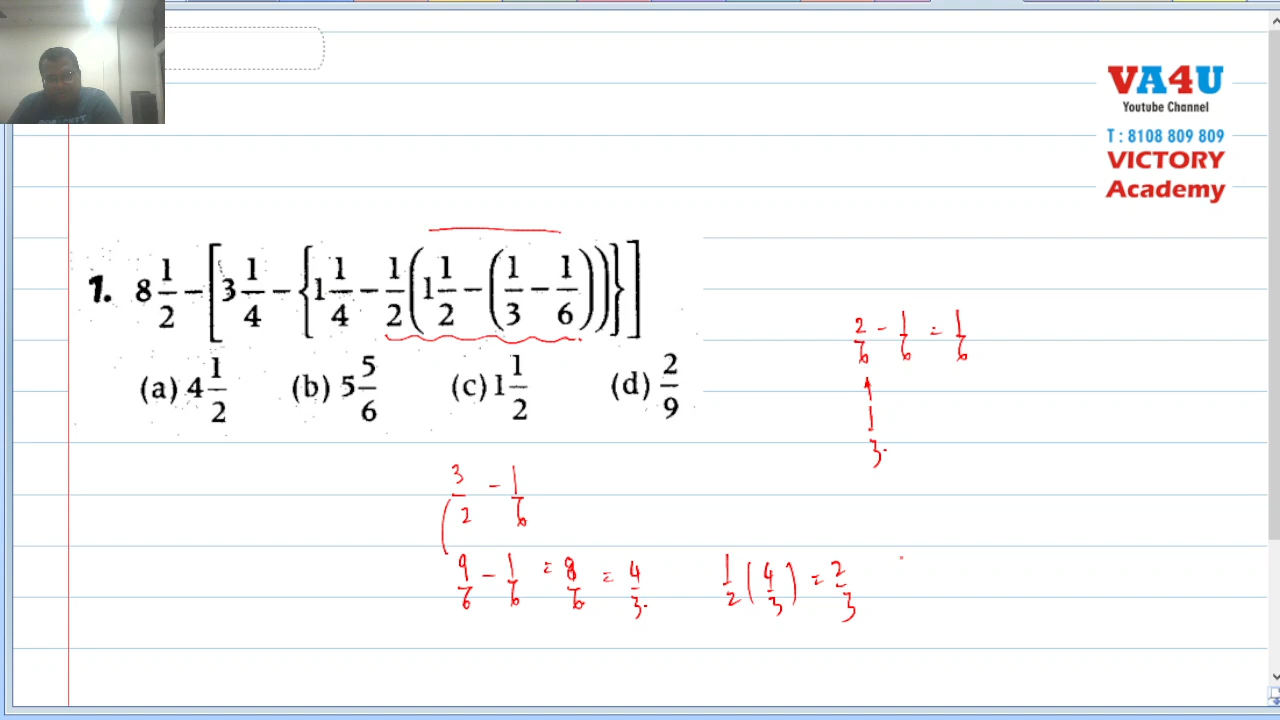 VA4U
Youtube Channel
T : 8108 809 809
VICTORY
Academy
1. 8 1/2 − [3 1/4 − {1 1/4 − 1/2 (1 1/2 − (1/3 − 1/6))}]
(a) 4 1/2 (b) 5 5/6 (c) 1 1/2 (d) 2/9
2/6 − 1/6 = 1/6
1
3
3/2 − 1/6
9/6 − 1/6 = 8/6 = 4/3 1/2 (4/3) = 2/3